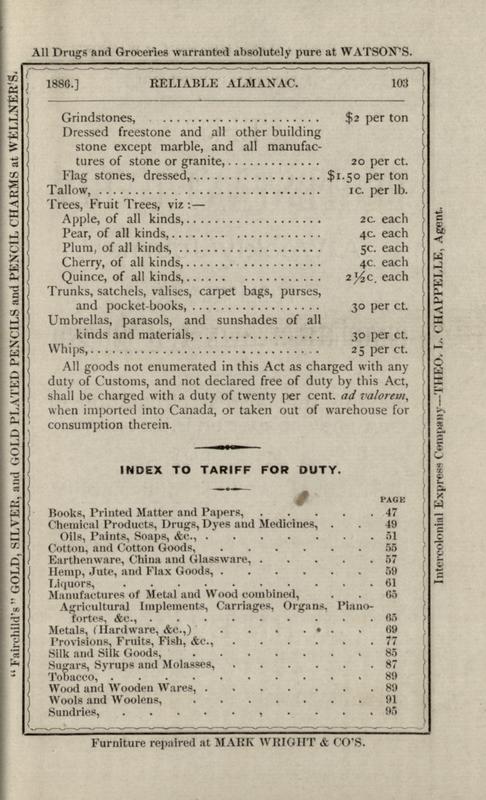 All Drugs and Groceries warranted absolutely pure at WATSON'S.
1886.] RELIABLE ALMANAC. 103
Grindstones, ...................... $2 per ton
Dressed freestone and all other building
stone except marble, and all manufac-
tures of stone or granite,............. 20 per ct.
Flag stones, dressed,................... $1.50 per ton
Tallow, .................................. 1c. per lb.
Trees, Fruit Trees, viz :—
Apple, of all kinds,.................... 2c. each
Pear, of all kinds,...................... 4c. each
Plum, of all kinds, ..................... 5c. each
Cherry, of all kinds,.................... 4c. each
Quince, of all kinds,...... ............ 2½c. each
Trunks, satchels, valises, carpet bags, purses,
and pocket-books, ................... 30 per ct.
Umbrellas, parasols, and sunshades of all
kinds and materials, .................. 30 per ct.
Whips,................................... 25 per ct.
All goods not enumerated in this Act as charged with any
duty of Customs, and not declared free of duty by this Act,
shall be charged with a duty of twenty per cent. ad valorem,
when imported into Canada, or taken out of warehouse for
consumption therein.
INDEX TO TARIFF FOR DUTY.
PAGE
Books, Printed Matter and Papers, . . . . . 47
Chemical Products, Drugs, Dyes and Medicines, . . . 49
Oils, Paints, Soaps, &c., . . . . . . . 51
Cotton, and Cotton Goods, . . . . . . 55
Earthenware, China and Glassware, . . . . . 57
Hemp, Jute, and Flax Goods, . . . . . . 59
Liquors, . . . . . . . . . 61
Manufactures of Metal and Wood combined, . . . 65
Agricultural Implements, Carriages, Organs, Piano-
fortes, &c., . . . . . . . . 65
Metals, (Hardware, &c.,) . . . . . . 69
Provisions, Fruits, Fish, &c., . . . . . . 77
Silk and Silk Goods, . . . . . . . 85
Sugars, Syrups and Molasses, . . . . . . 87
Tobacco, . . . . . . . . . 89
Wood and Wooden Wares, . . . . . . . 89
Wools and Woolens, . . . . . . . 91
Sundries, . . . . . . . . 95
Furniture repaired at MARK WRIGHT & CO'S.
"Fairchild's" GOLD, SILVER, and GOLD PLATED PENCILS and PENCIL CHARMS at WELLNER'S.
Intercolonial Express Company—THEO. L. CHAPPELLE, Agent.